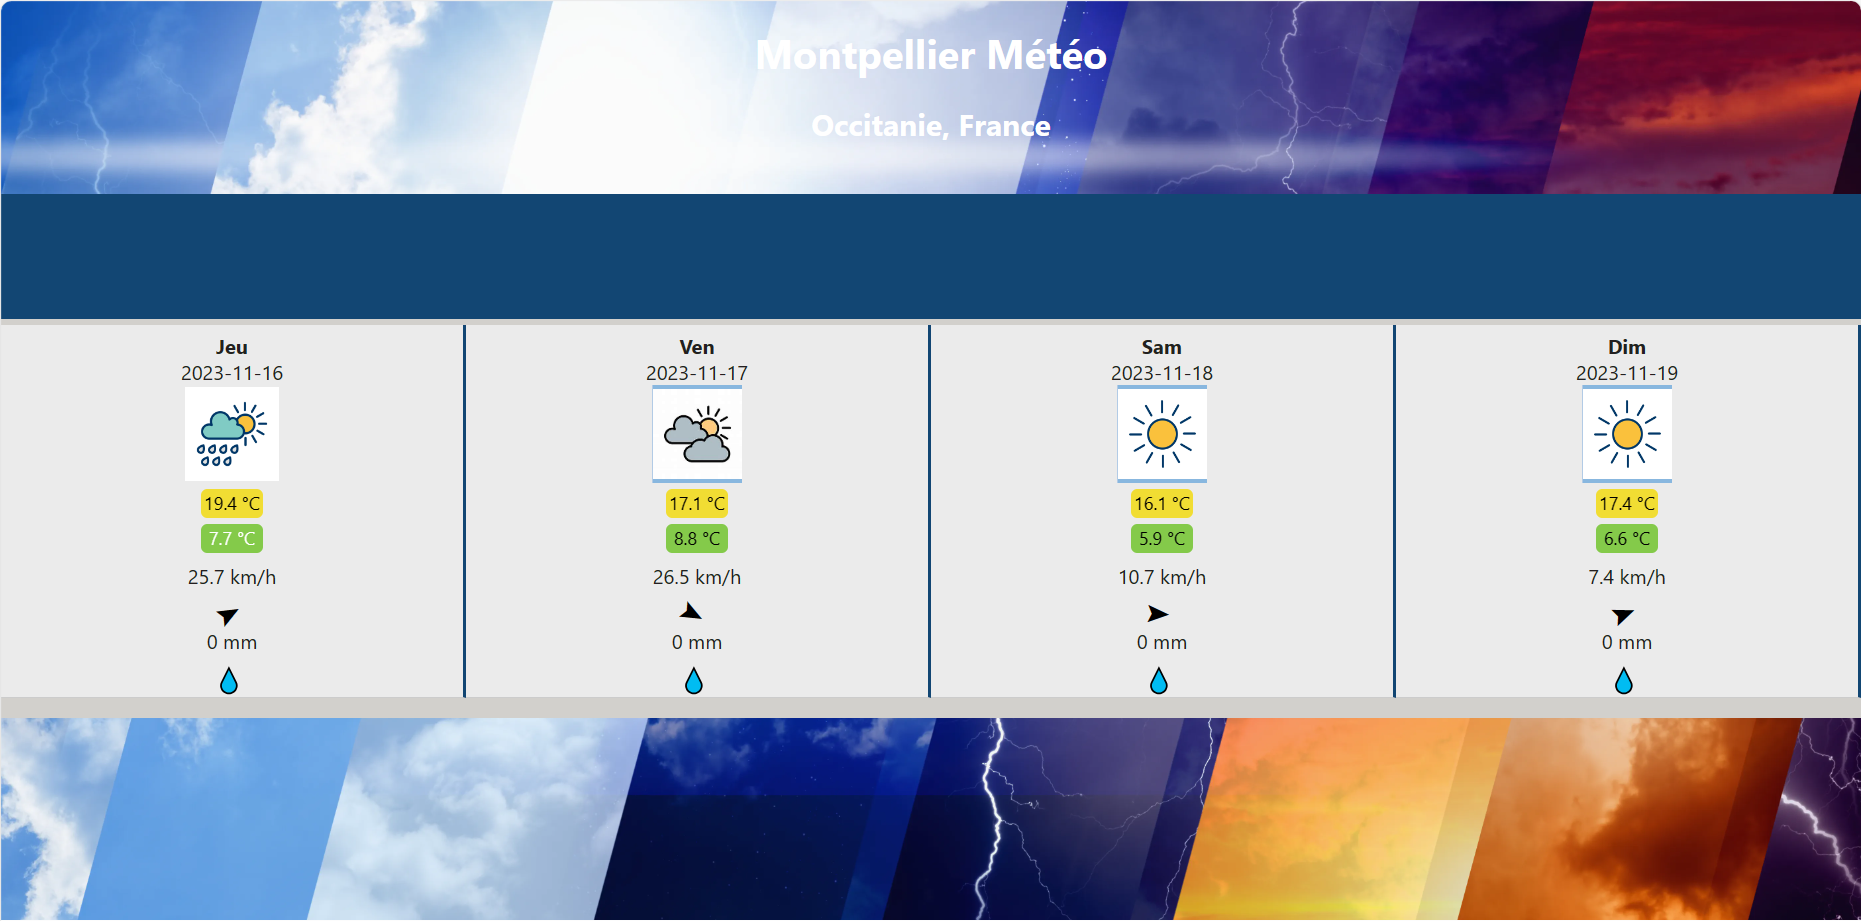 Montpellier Météo
Occitanie, France
Jeu
2023-11-16
19.4 °C
7.7 °C
25.7 km/h
0 mm
Ven
2023-11-17
17.1 °C
8.8 °C
26.5 km/h
0 mm
Sam
2023-11-18
16.1 °C
5.9 °C
10.7 km/h
0 mm
Dim
2023-11-19
17.4 °C
6.6 °C
7.4 km/h
0 mm